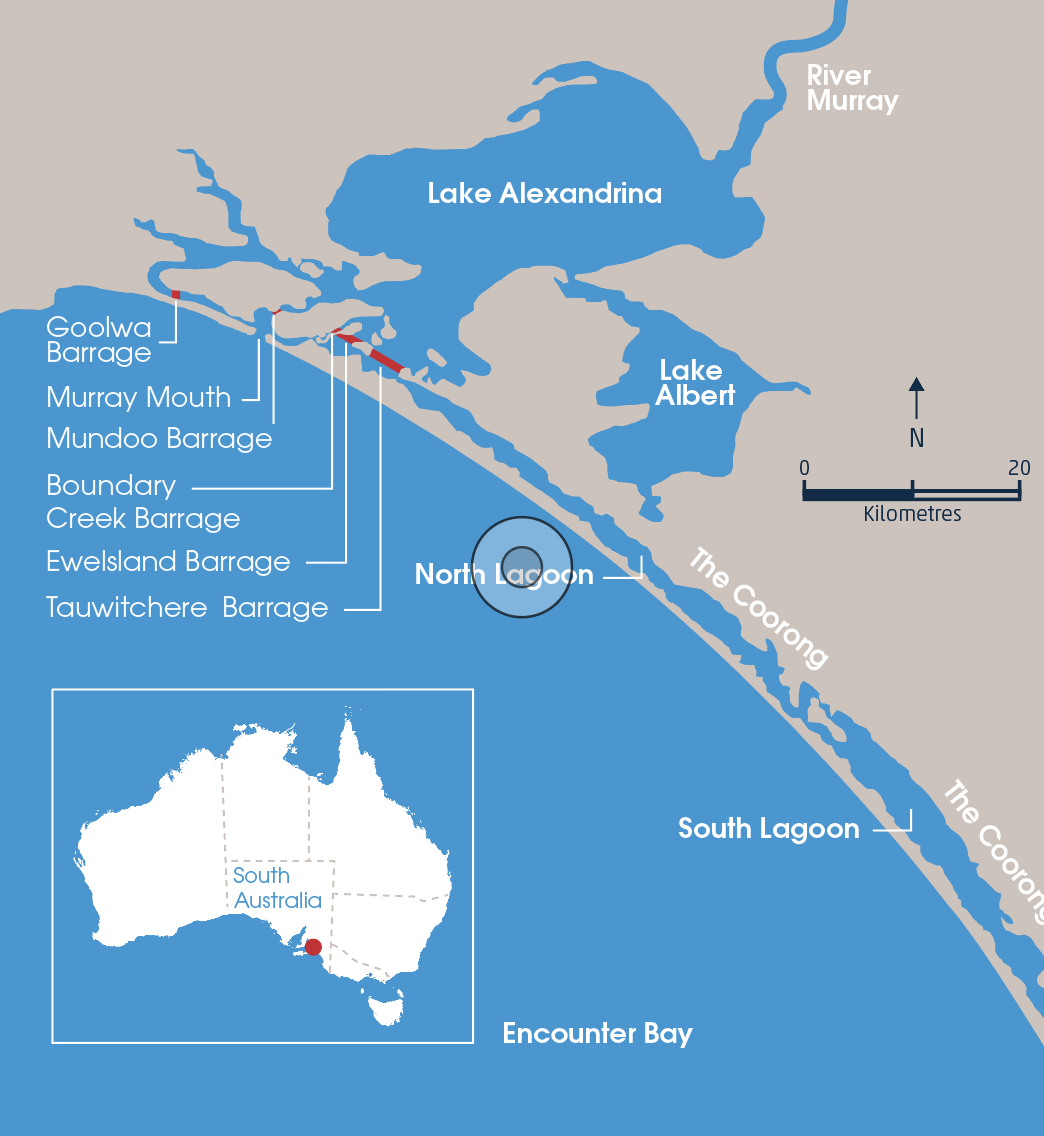 River
Murray
Lake Alexandrina
Goolwa
Barrage
Murray Mouth
Mundoo Barrage
Boundary
Creek Barrage
Ewelsland Barrage
Tauwitchere Barrage
Lake
Albert
N
0 20
Kilometres
North Lagoon
The Coorong
South Lagoon
The Coorong
South
Australia
Encounter Bay